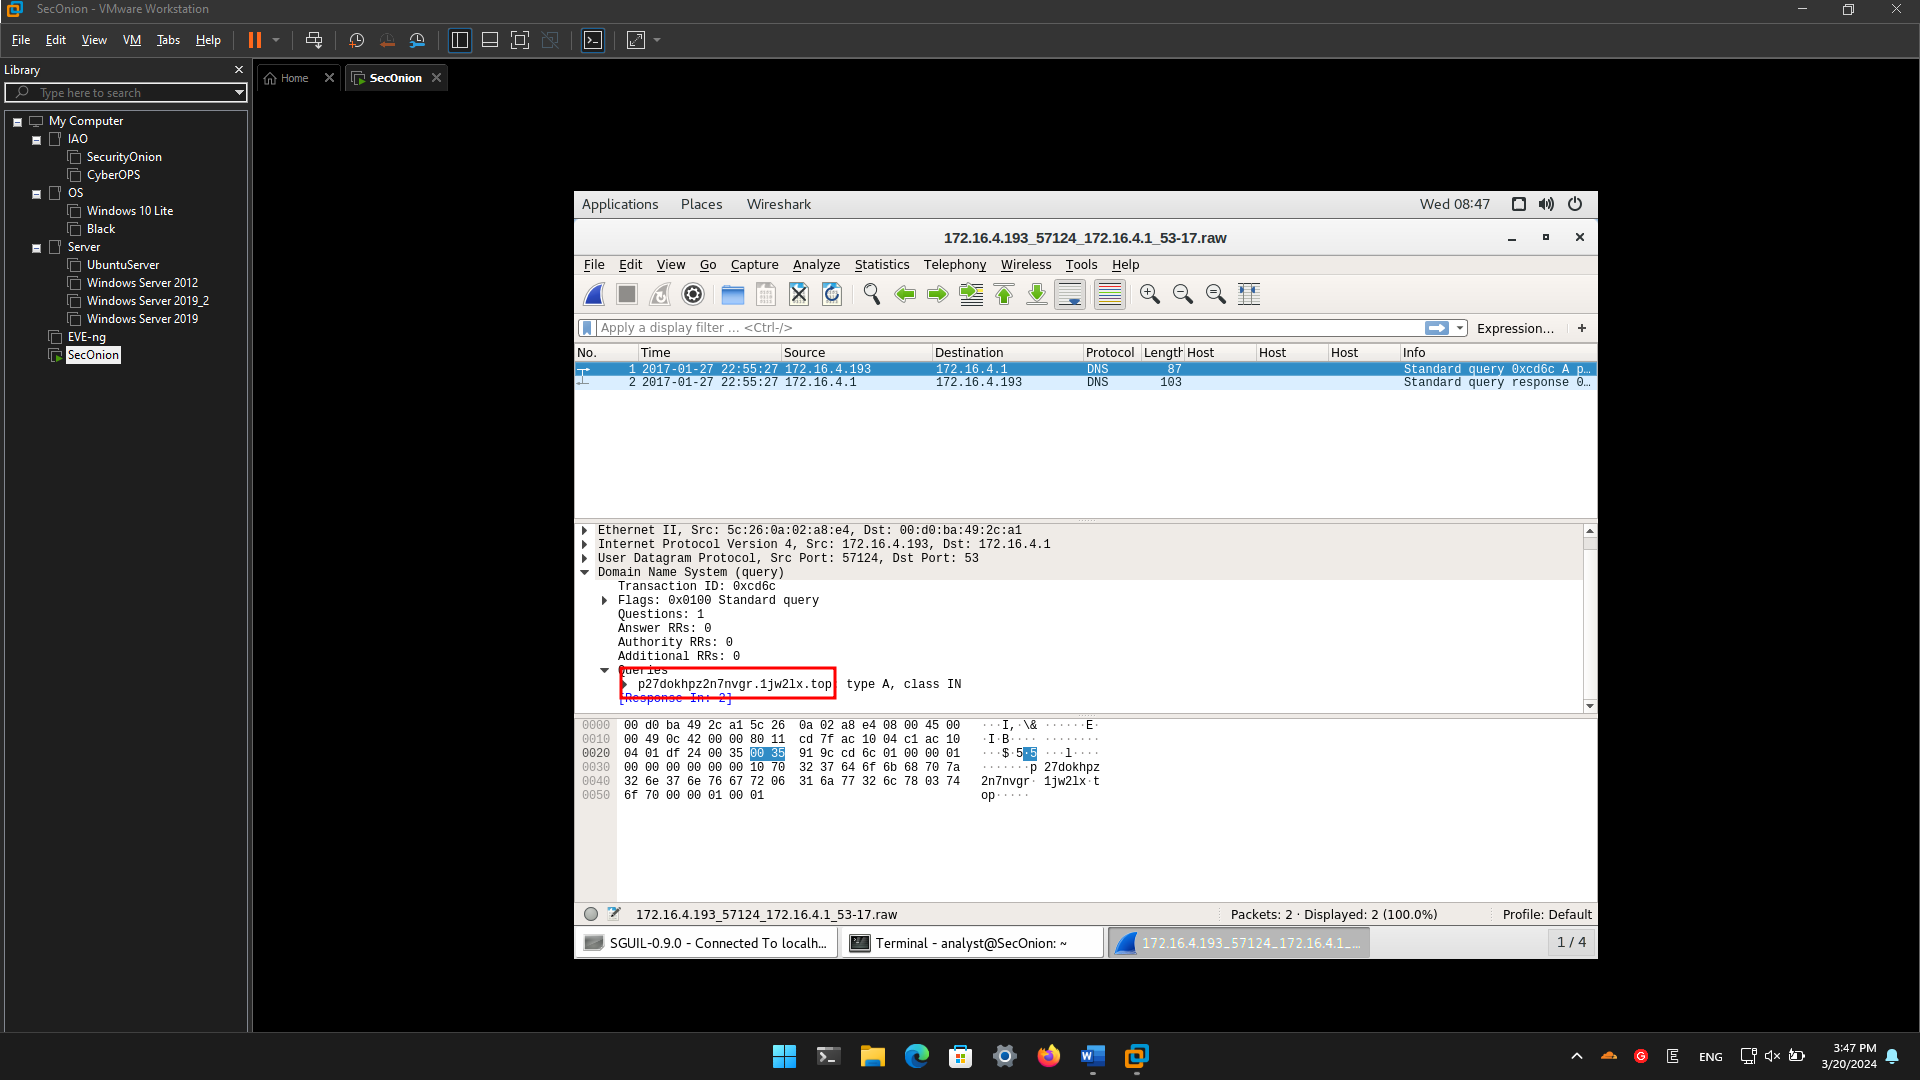 SecOnion - VMware Workstation
File Edit View VM Tabs Help
Library
Type here to search
My Computer
IAO
SecurityOnion
CyberOPS
OS
Windows 10 Lite
Black
Server
UbuntuServer
Windows Server 2012
Windows Server 2019_2
Windows Server 2019
EVE-ng
SecOnion
Home SecOnion
Applications Places Wireshark Wed 08:47
172.16.4.193_57124_172.16.4.1_53-17.raw
File Edit View Go Capture Analyze Statistics Telephony Wireless Tools Help
Apply a display filter ... <Ctrl-/> Expression... +
No. Time Source Destination Protocol Length Host Host Host Info
1 2017-01-27 22:55:27 172.16.4.193 172.16.4.1 DNS 87 Standard query 0xcd6c A p…
2 2017-01-27 22:55:27 172.16.4.1 172.16.4.193 DNS 103 Standard query response 0…
Ethernet II, Src: 5c:26:0a:02:a8:e4, Dst: 00:d0:ba:49:2c:a1
Internet Protocol Version 4, Src: 172.16.4.193, Dst: 172.16.4.1
User Datagram Protocol, Src Port: 57124, Dst Port: 53
Domain Name System (query)
Transaction ID: 0xcd6c
Flags: 0x0100 Standard query
Questions: 1
Answer RRs: 0
Authority RRs: 0
Additional RRs: 0
Queries
p27dokhpz2n7nvgr.1jw2lx.top type A, class IN
[Response In: 2]
0000 00 d0 ba 49 2c a1 5c 26 0a 02 a8 e4 08 00 45 00 ···I,·\& ······E·
0010 00 49 0c 42 00 00 80 11 cd 7f ac 10 04 c1 ac 10 ·I·B···· ········
0020 04 01 df 24 00 35 00 35 91 9c cd 6c 01 00 00 01 ···$·5·5 ···l····
0030 00 00 00 00 00 00 10 70 32 37 64 6f 6b 68 70 7a ·······p 27dokhpz
0040 32 6e 37 6e 76 67 72 06 31 6a 77 32 6c 78 03 74 2n7nvgr· 1jw2lx·t
0050 6f 70 00 00 01 00 01 op·····
172.16.4.193_57124_172.16.4.1_53-17.raw Packets: 2 · Displayed: 2 (100.0%) Profile: Default
SGUIL-0.9.0 - Connected To localh... Terminal - analyst@SecOnion: ~ 172.16.4.193_57124_172.16.4.1_... 1 / 4
ENG 3:47 PM
3/20/2024